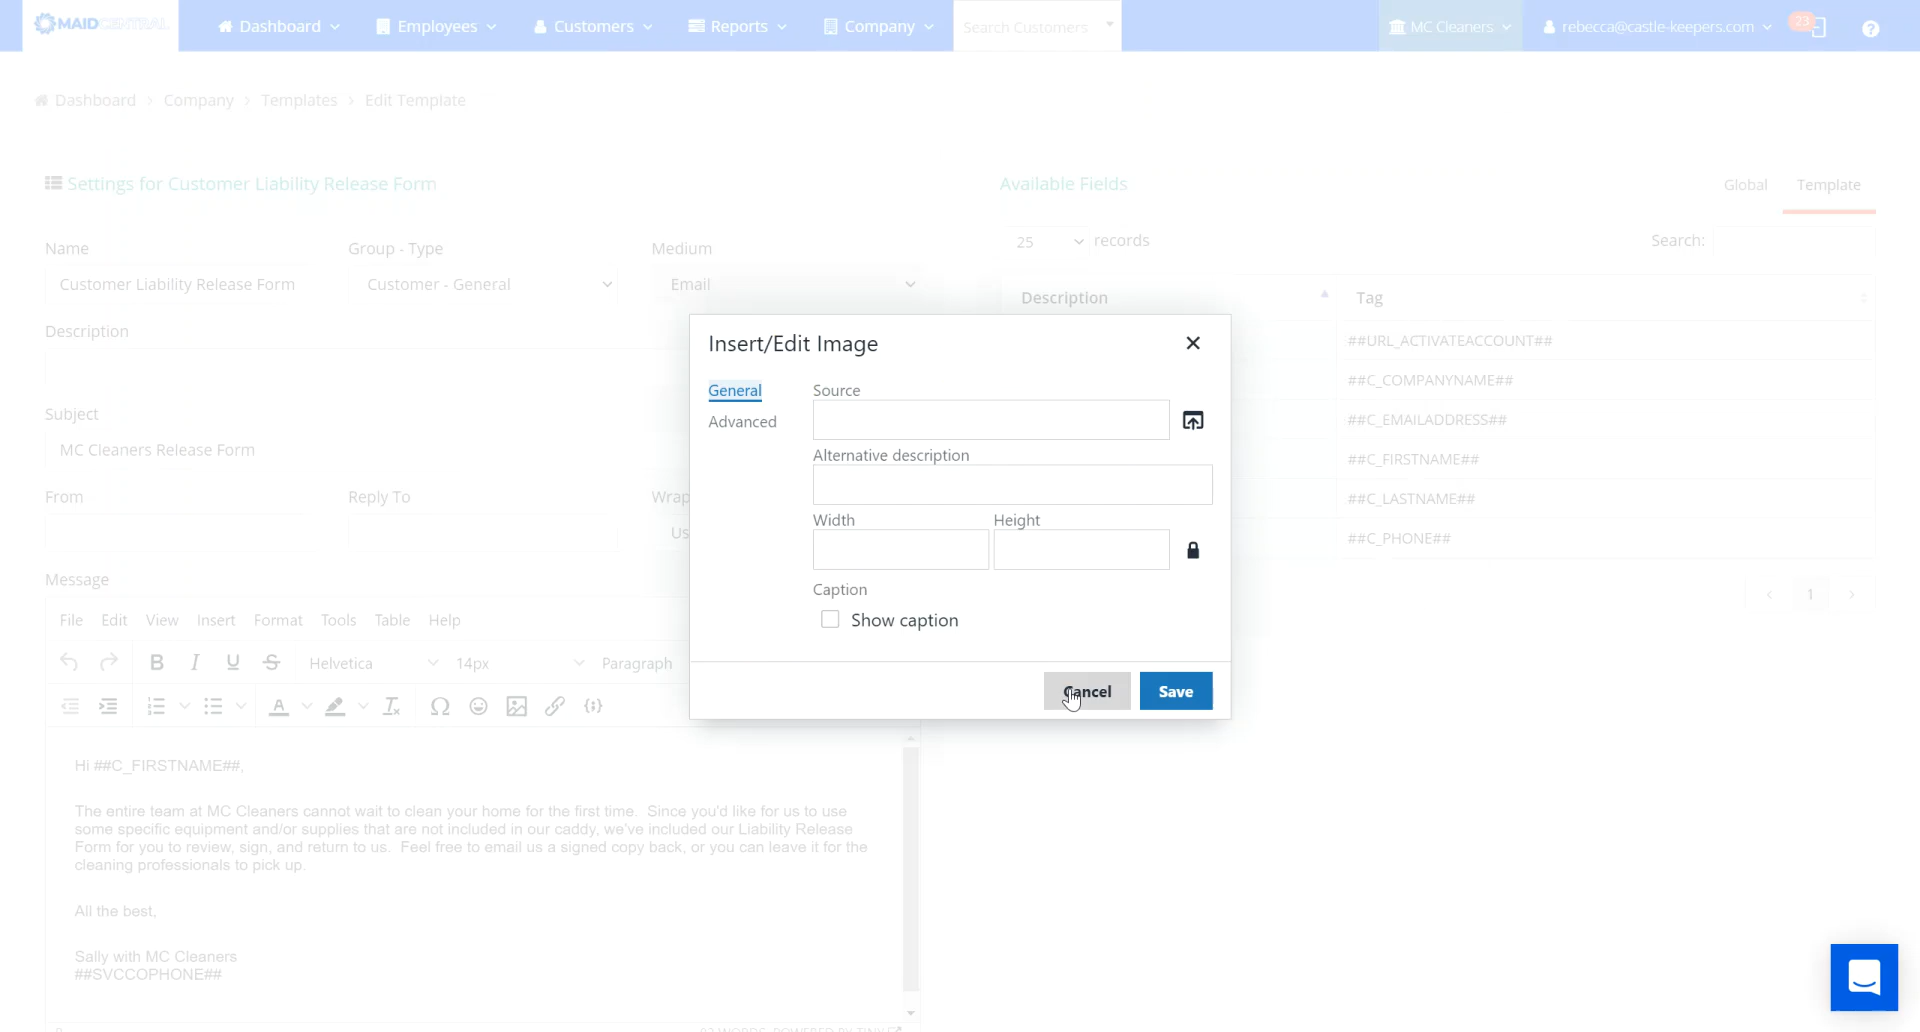 MAIDCENTRAL
Dashboard
Employees
Customers
Reports
Company
Search Customers
MC Cleaners
rebecca@castle-keepers.com
23
Dashboard > Company > Templates > Edit Template
Settings for Customer Liability Release Form
Available Fields
Global
Template
Name
Group - Type
Medium
25
records
Search:
Customer Liability Release Form
Customer - General
Email
Description
Tag
Description
##URL_ACTIVATEACCOUNT##
##C_COMPANYNAME##
Subject
##C_EMAILADDRESS##
MC Cleaners Release Form
##C_FIRSTNAME##
From
Reply To
Wrap
##C_LASTNAME##
Us
##C_PHONE##
1
Insert/Edit Image
General
Advanced
Source
Alternative description
Width
Height
Caption
Show caption
Cancel
Save
Message
File Edit View Insert Format Tools Table Help
Helvetica
14px
Paragraph
Hi ##C_FIRSTNAME##,
The entire team at MC Cleaners cannot wait to clean your home for the first time.  Since you'd like for us to use
some specific equipment and/or supplies that are not included in our caddy, we've included our Liability Release
Form for you to review, sign, and return to us.  Feel free to email us a signed copy back, or you can leave it for the
cleaning professionals to pick up.
All the best,
Sally with MC Cleaners
##SVCCOPHONE##